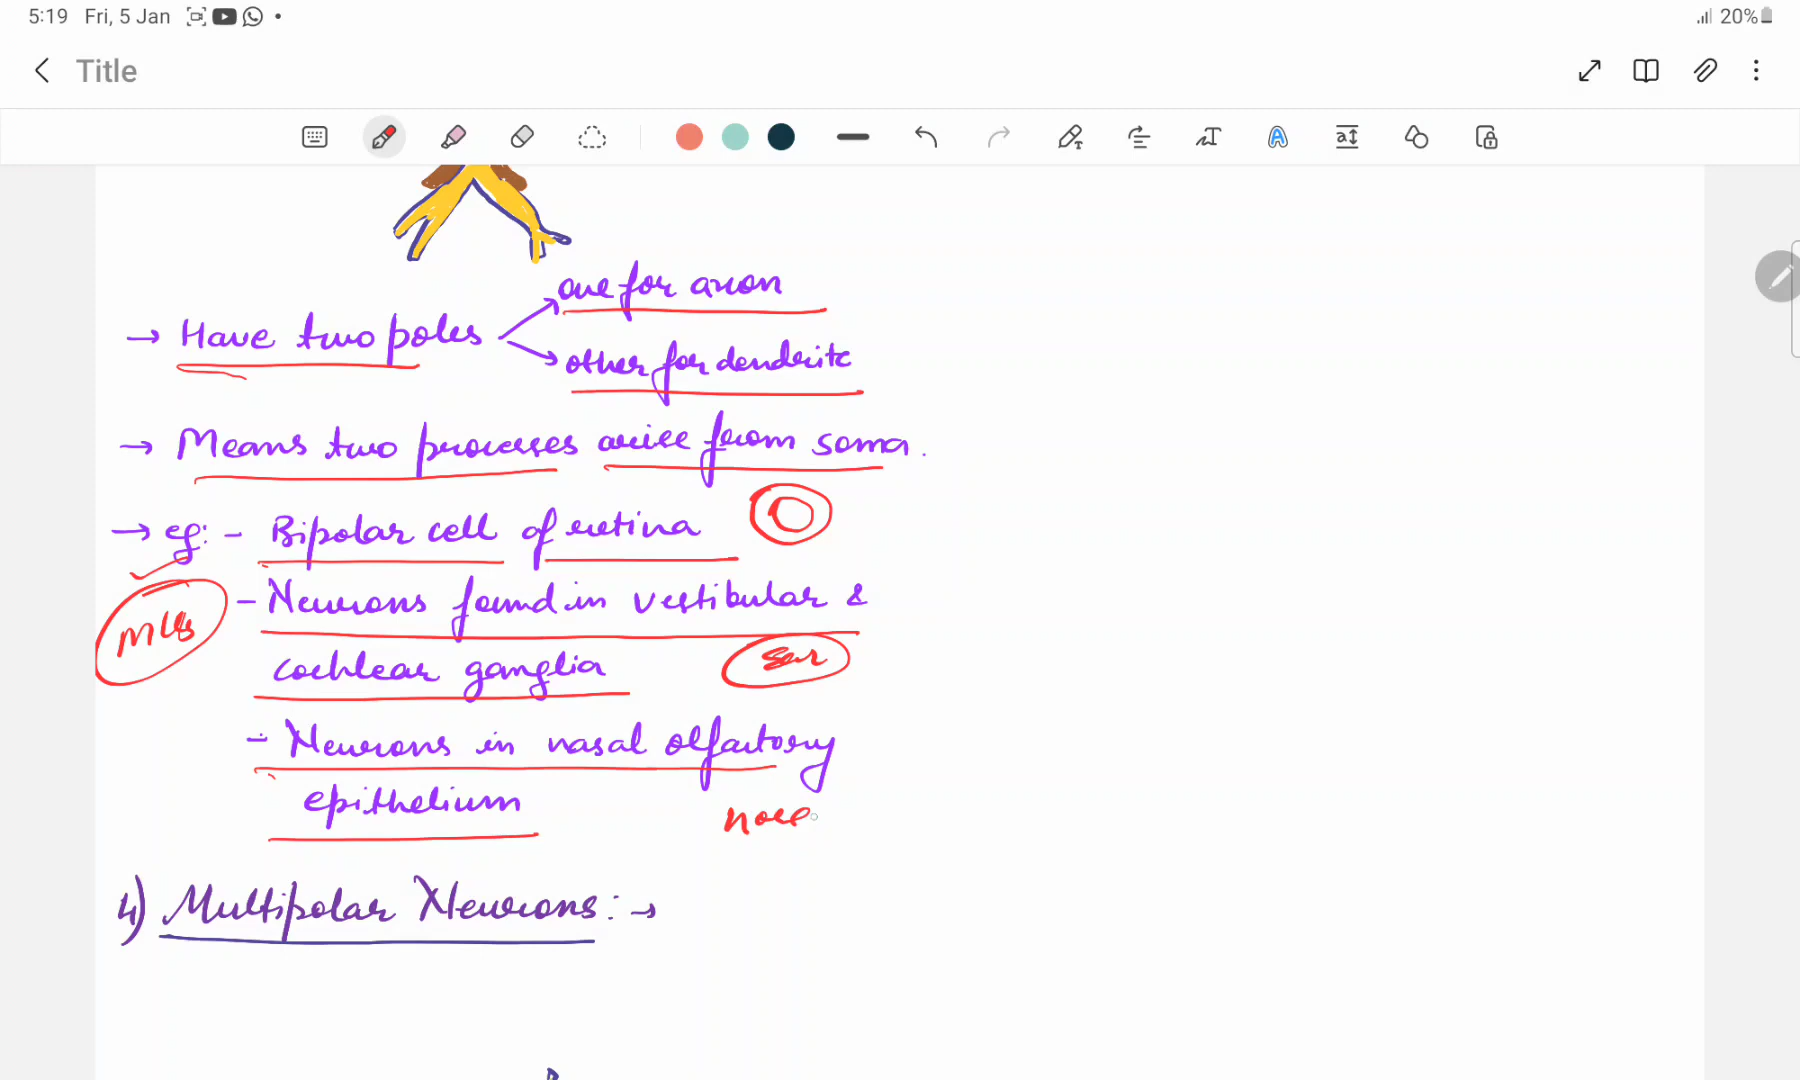 5:19 Fri, 5 Jan
20%
Title
one for axon
→ Have two poles
other for dendrite
→ Means two processes arise from soma.
→ eg: - Bipolar cell of retina
MCQs
- Neurons found in vestibular &
cochlear ganglia
ear
- Neurons in nasal olfactory
epithelium
nose
4) Multipolar Neurons: →